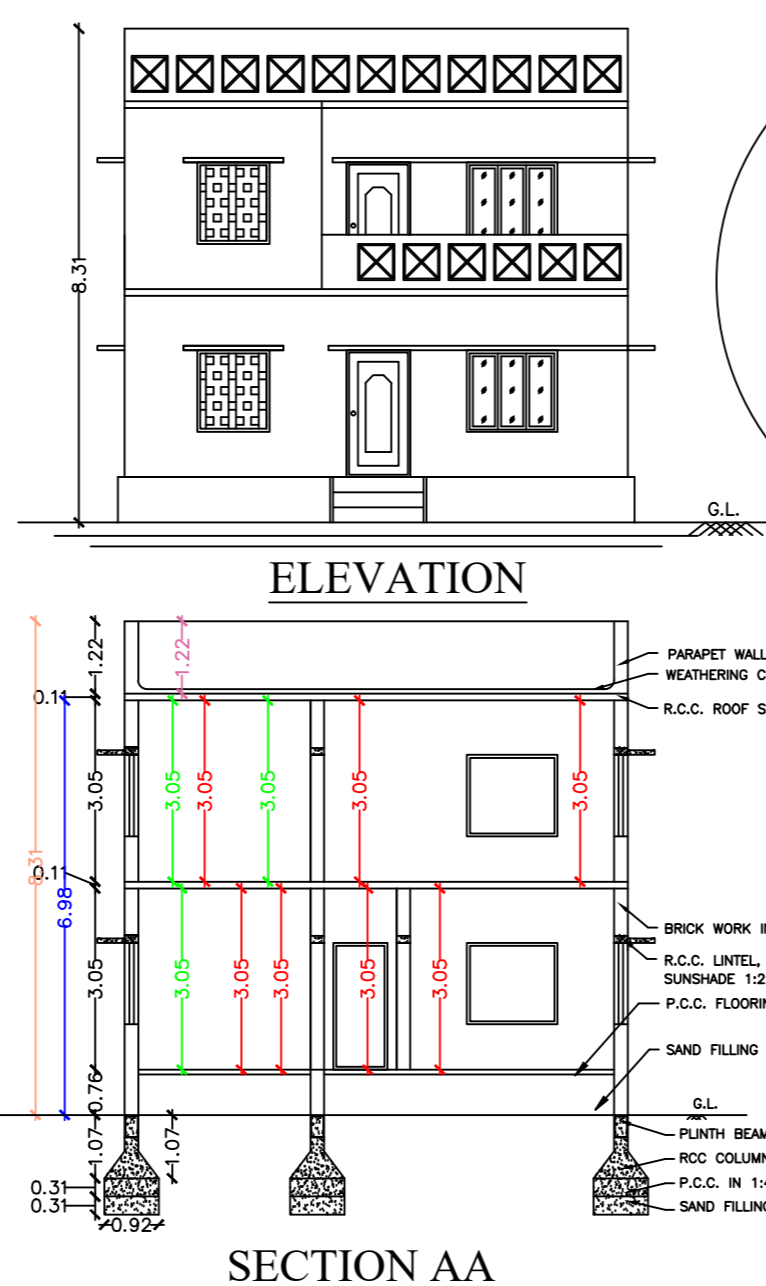 8.31
G.L.
ELEVATION
1.22
1.22
PARAPET WALL
WEATHERING C
0.11
R.C.C. ROOF S
3.05
3.05
3.05
3.05
3.05
3.05
8.31
0.11
6.98
BRICK WORK IN
3.05
3.05
3.05
3.05
3.05
3.05
R.C.C. LINTEL,
SUNSHADE 1:2
P.C.C. FLOORIN
SAND FILLING
0.76
G.L.
1.07
1.07
PLINTH BEAM
RCC COLUMN
0.31
P.C.C. IN 1:4
0.31
SAND FILLING
0.92
SECTION AA